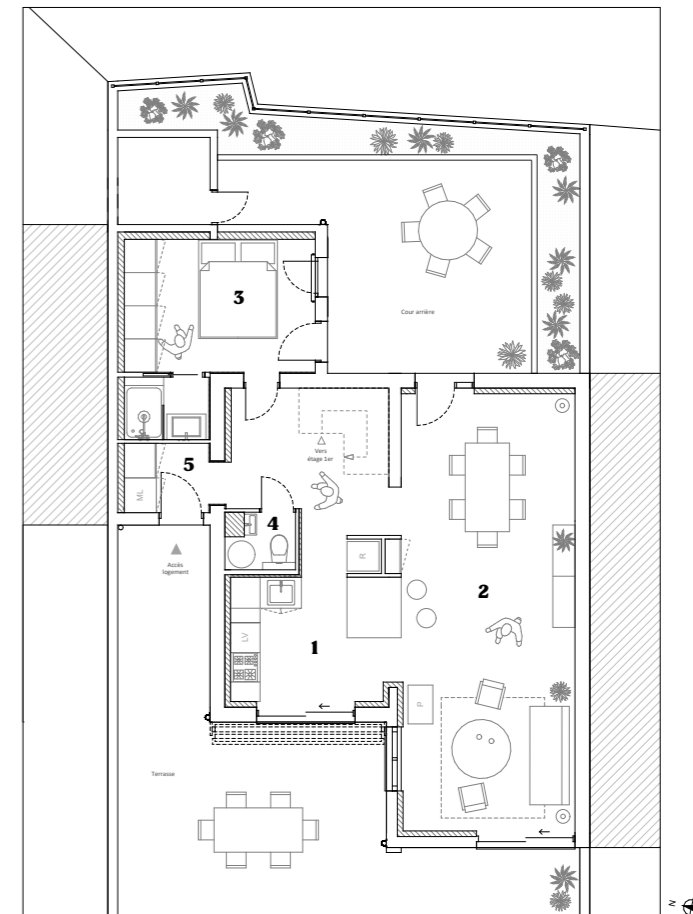 3
Cour arrière
Vers
étage 1er
5
ML
4
Accès
logement
R
2
1
LV
P
Terrasse
N